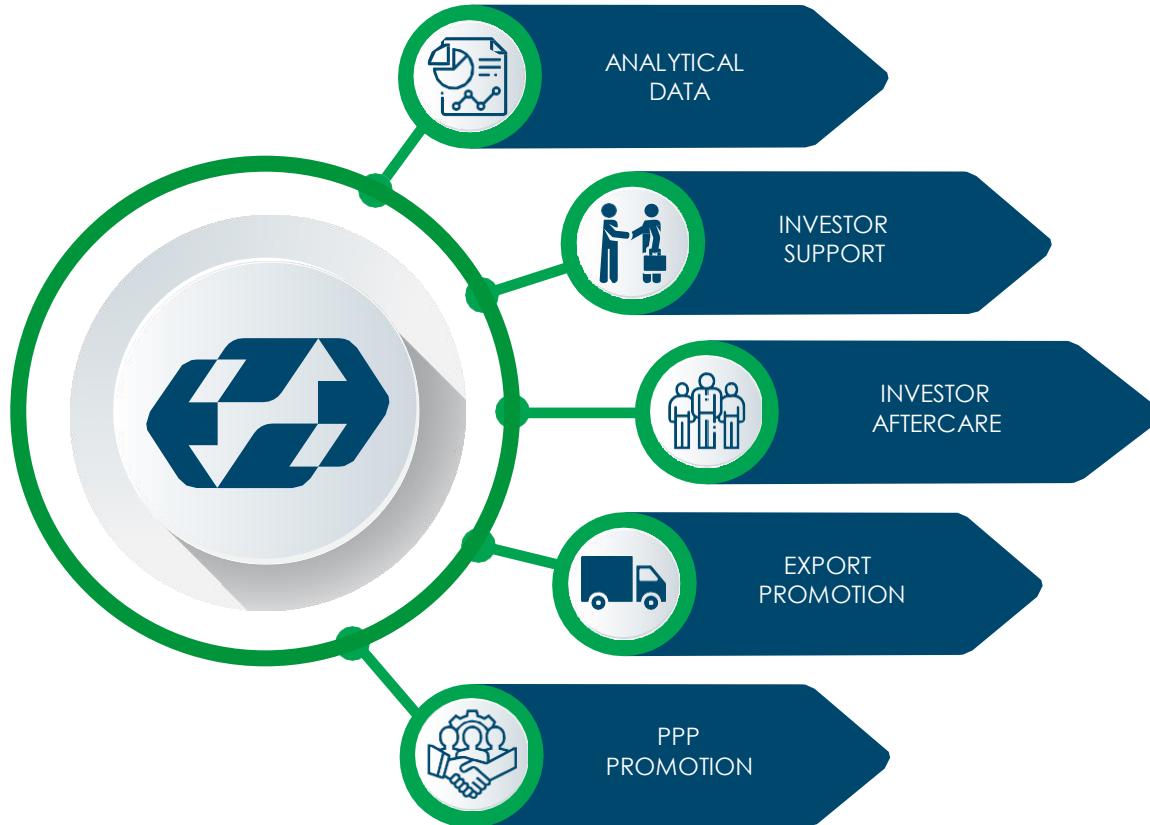 ANALYTICAL
DATA
INVESTOR
SUPPORT
INVESTOR
AFTERCARE
EXPORT
PROMOTION
PPP
PROMOTION